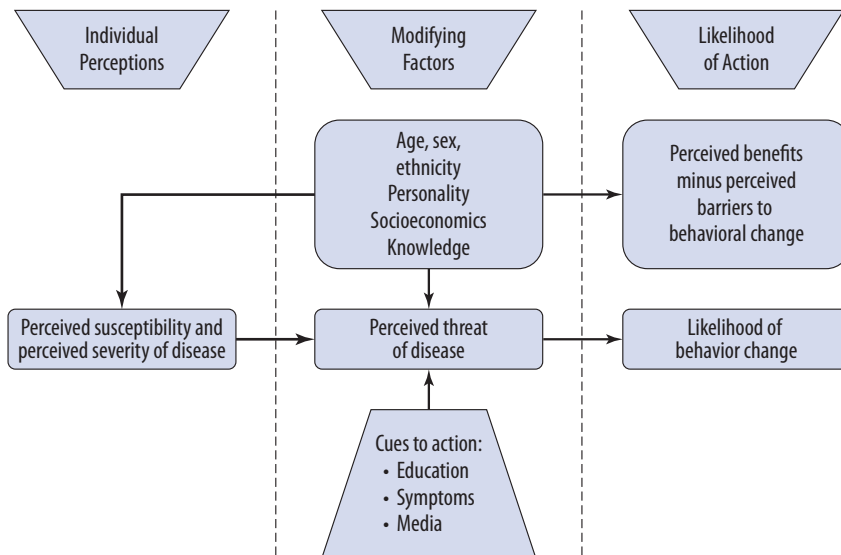 Individual
Perceptions
Modifying
Factors
Likelihood
of Action
Age, sex,
ethnicity
Personality
Socioeconomics
Knowledge
Perceived benefits
minus perceived
barriers to
behavioral change
Perceived susceptibility and
perceived severity of disease
Perceived threat
of disease
Likelihood of
behavior change
Cues to action:
• Education
• Symptoms
• Media